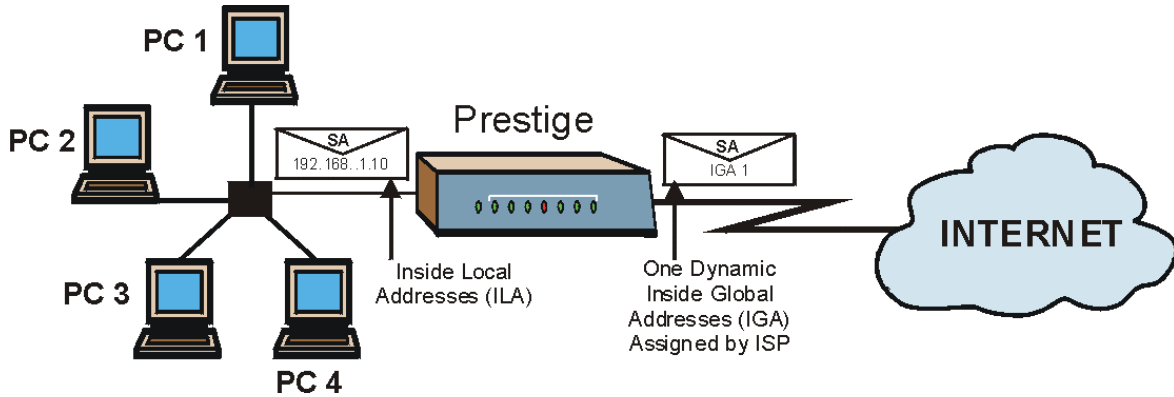 PC 1
PC 2
PC 3
PC 4
SA
192.168..1.10
Prestige
SA
IGA 1
Inside Local
Addresses (ILA)
One Dynamic
Inside Global
Addresses (IGA)
Assigned by ISP
INTERNET